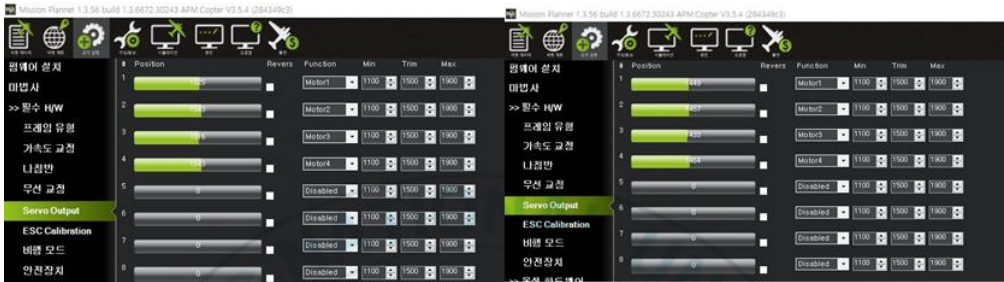 Mission Planner 1.3.56 build 1.3.6672.30243 APM:Copter V3.5.4 (284349c3)
펌웨어 설치
마법사
>> 필수 H/W
프레임 유형
가속도 교정
나침반
무선 교정
Servo Output
ESC Calibration
비행 모드
안전장치
# Position Revers Function Min Trim Max
1 Motor1 1100 1500 1900
2 Motor2 1100 1500 1900
3 Motor3 1100 1500 1900
4 Motor4 1100 1500 1900
5 0 Disabled 1100 1500 1900
6 0 Disabled 1100 1500 1900
7 0 Disabled 1100 1500 1900
8 0 Disabled 1100 1500 1900
Mission Planner 1.3.56 build 1.3.6672.30243 APM:Copter V3.5.4 (284349c3)
펌웨어 설치
마법사
>> 필수 H/W
프레임 유형
가속도 교정
나침반
무선 교정
Servo Output
ESC Calibration
비행 모드
안전장치
# Position Revers Function Min Trim Max
1 Motor1 1100 1500 1900
2 Motor2 1100 1500 1900
3 Motor3 1100 1500 1900
4 Motor4 1100 1500 1900
5 0 Disabled 1100 1500 1900
6 0 Disabled 1100 1500 1900
7 0 Disabled 1100 1500 1900
8 0 Disabled 1100 1500 1900